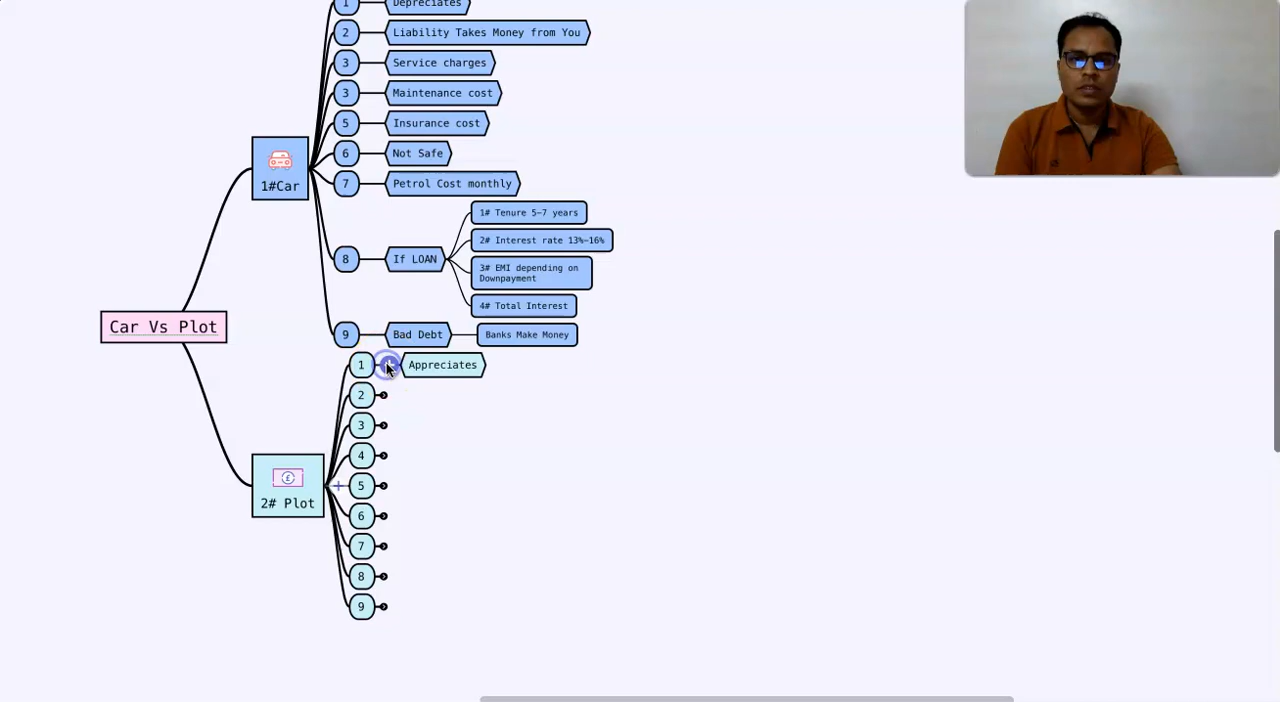 1 Depreciates
2 Liability Takes Money from You
3 Service charges
3 Maintenance cost
5 Insurance cost
6 Not Safe
7 Petrol Cost monthly
1#Car
8 If LOAN
1# Tenure 5-7 years
2# Interest rate 13%-16%
3# EMI depending on
Downpayment
4# Total Interest
Car Vs Plot
9 Bad Debt Banks Make Money
1 Appreciates
2
3
4
5
6
7
8
9
2# Plot